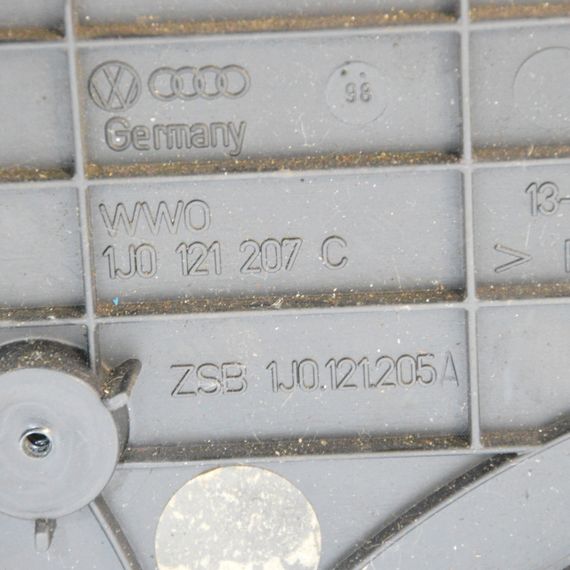 98
Germany
WWO
1J0 121 207 C
13-
>
ZSB 1J0.121.205A